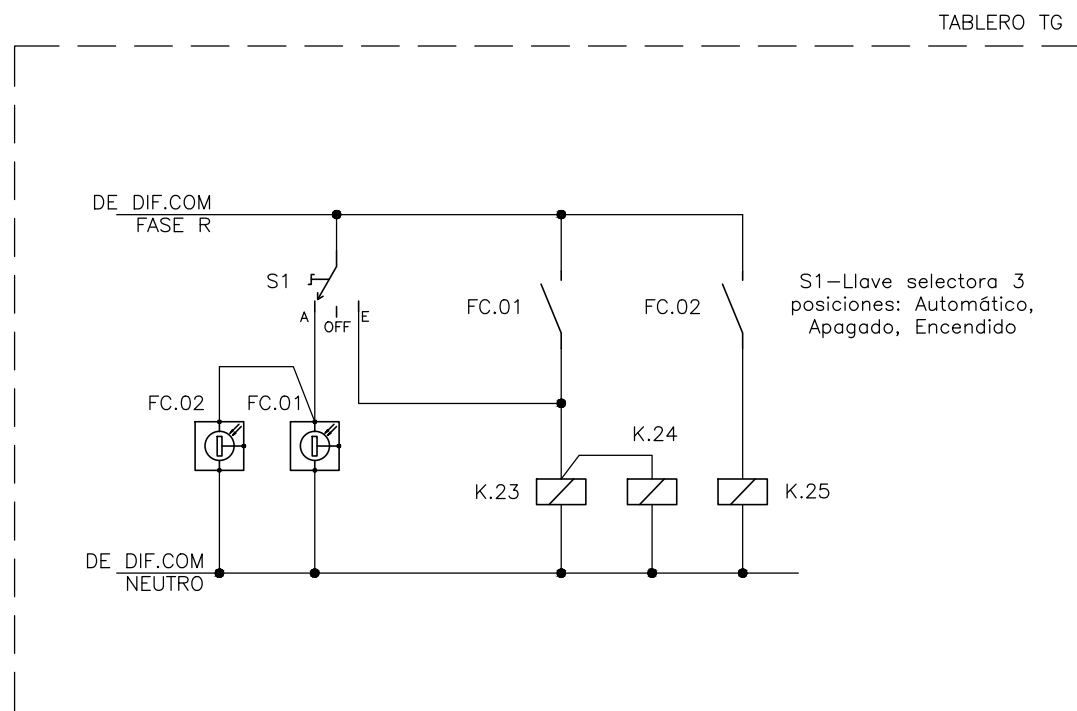 TABLERO TG
DE DIF.COM
FASE R
S1
A
OFF
E
FC.01
FC.02
S1-Llave selectora 3
posiciones: Automático,
Apagado, Encendido
FC.02
FC.01
K.24
K.23
K.25
DE DIF.COM
NEUTRO